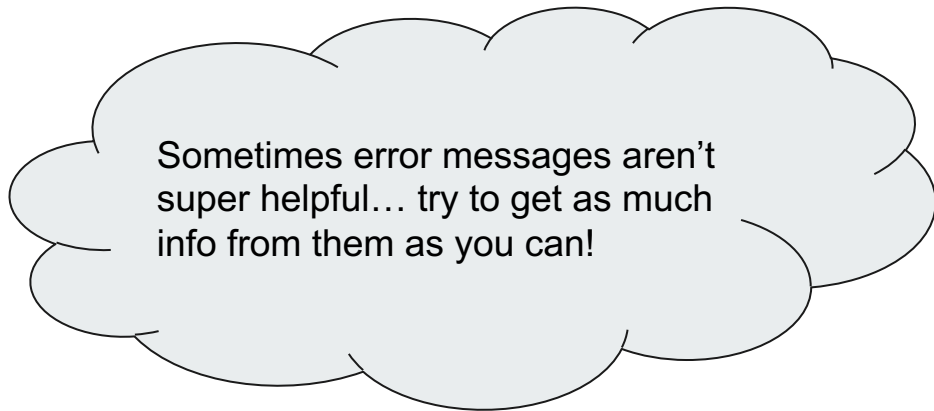 Sometimes error messages aren’t
super helpful… try to get as much
info from them as you can!